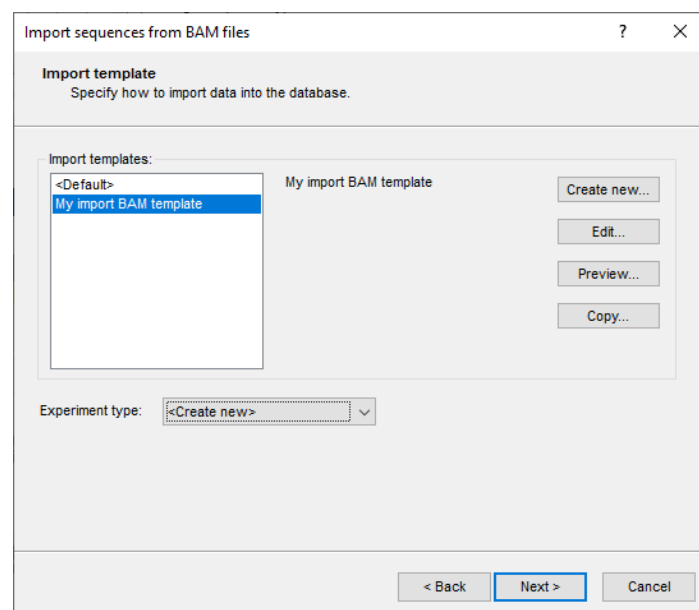 Import sequences from BAM files
?
Import template
Specify how to import data into the database.
Import templates:
<Default>
My import BAM template
My import BAM template
Create new...
Edit...
Preview...
Copy...
Experiment type:
<Create new>
< Back
Next >
Cancel